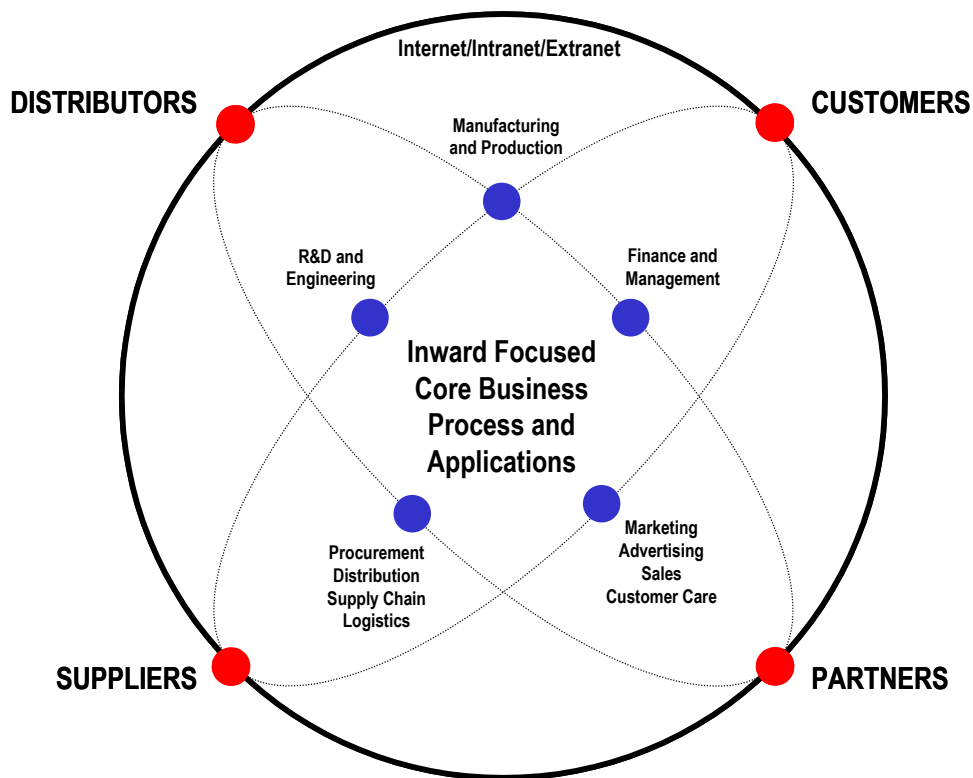 Internet/Intranet/Extranet
DISTRIBUTORS
CUSTOMERS
Manufacturing
and Production
R&D and
Engineering
Finance and
Management
Inward Focused
Core Business
Process and
Applications
Procurement
Distribution
Supply Chain
Logistics
Marketing
Advertising
Sales
Customer Care
SUPPLIERS
PARTNERS